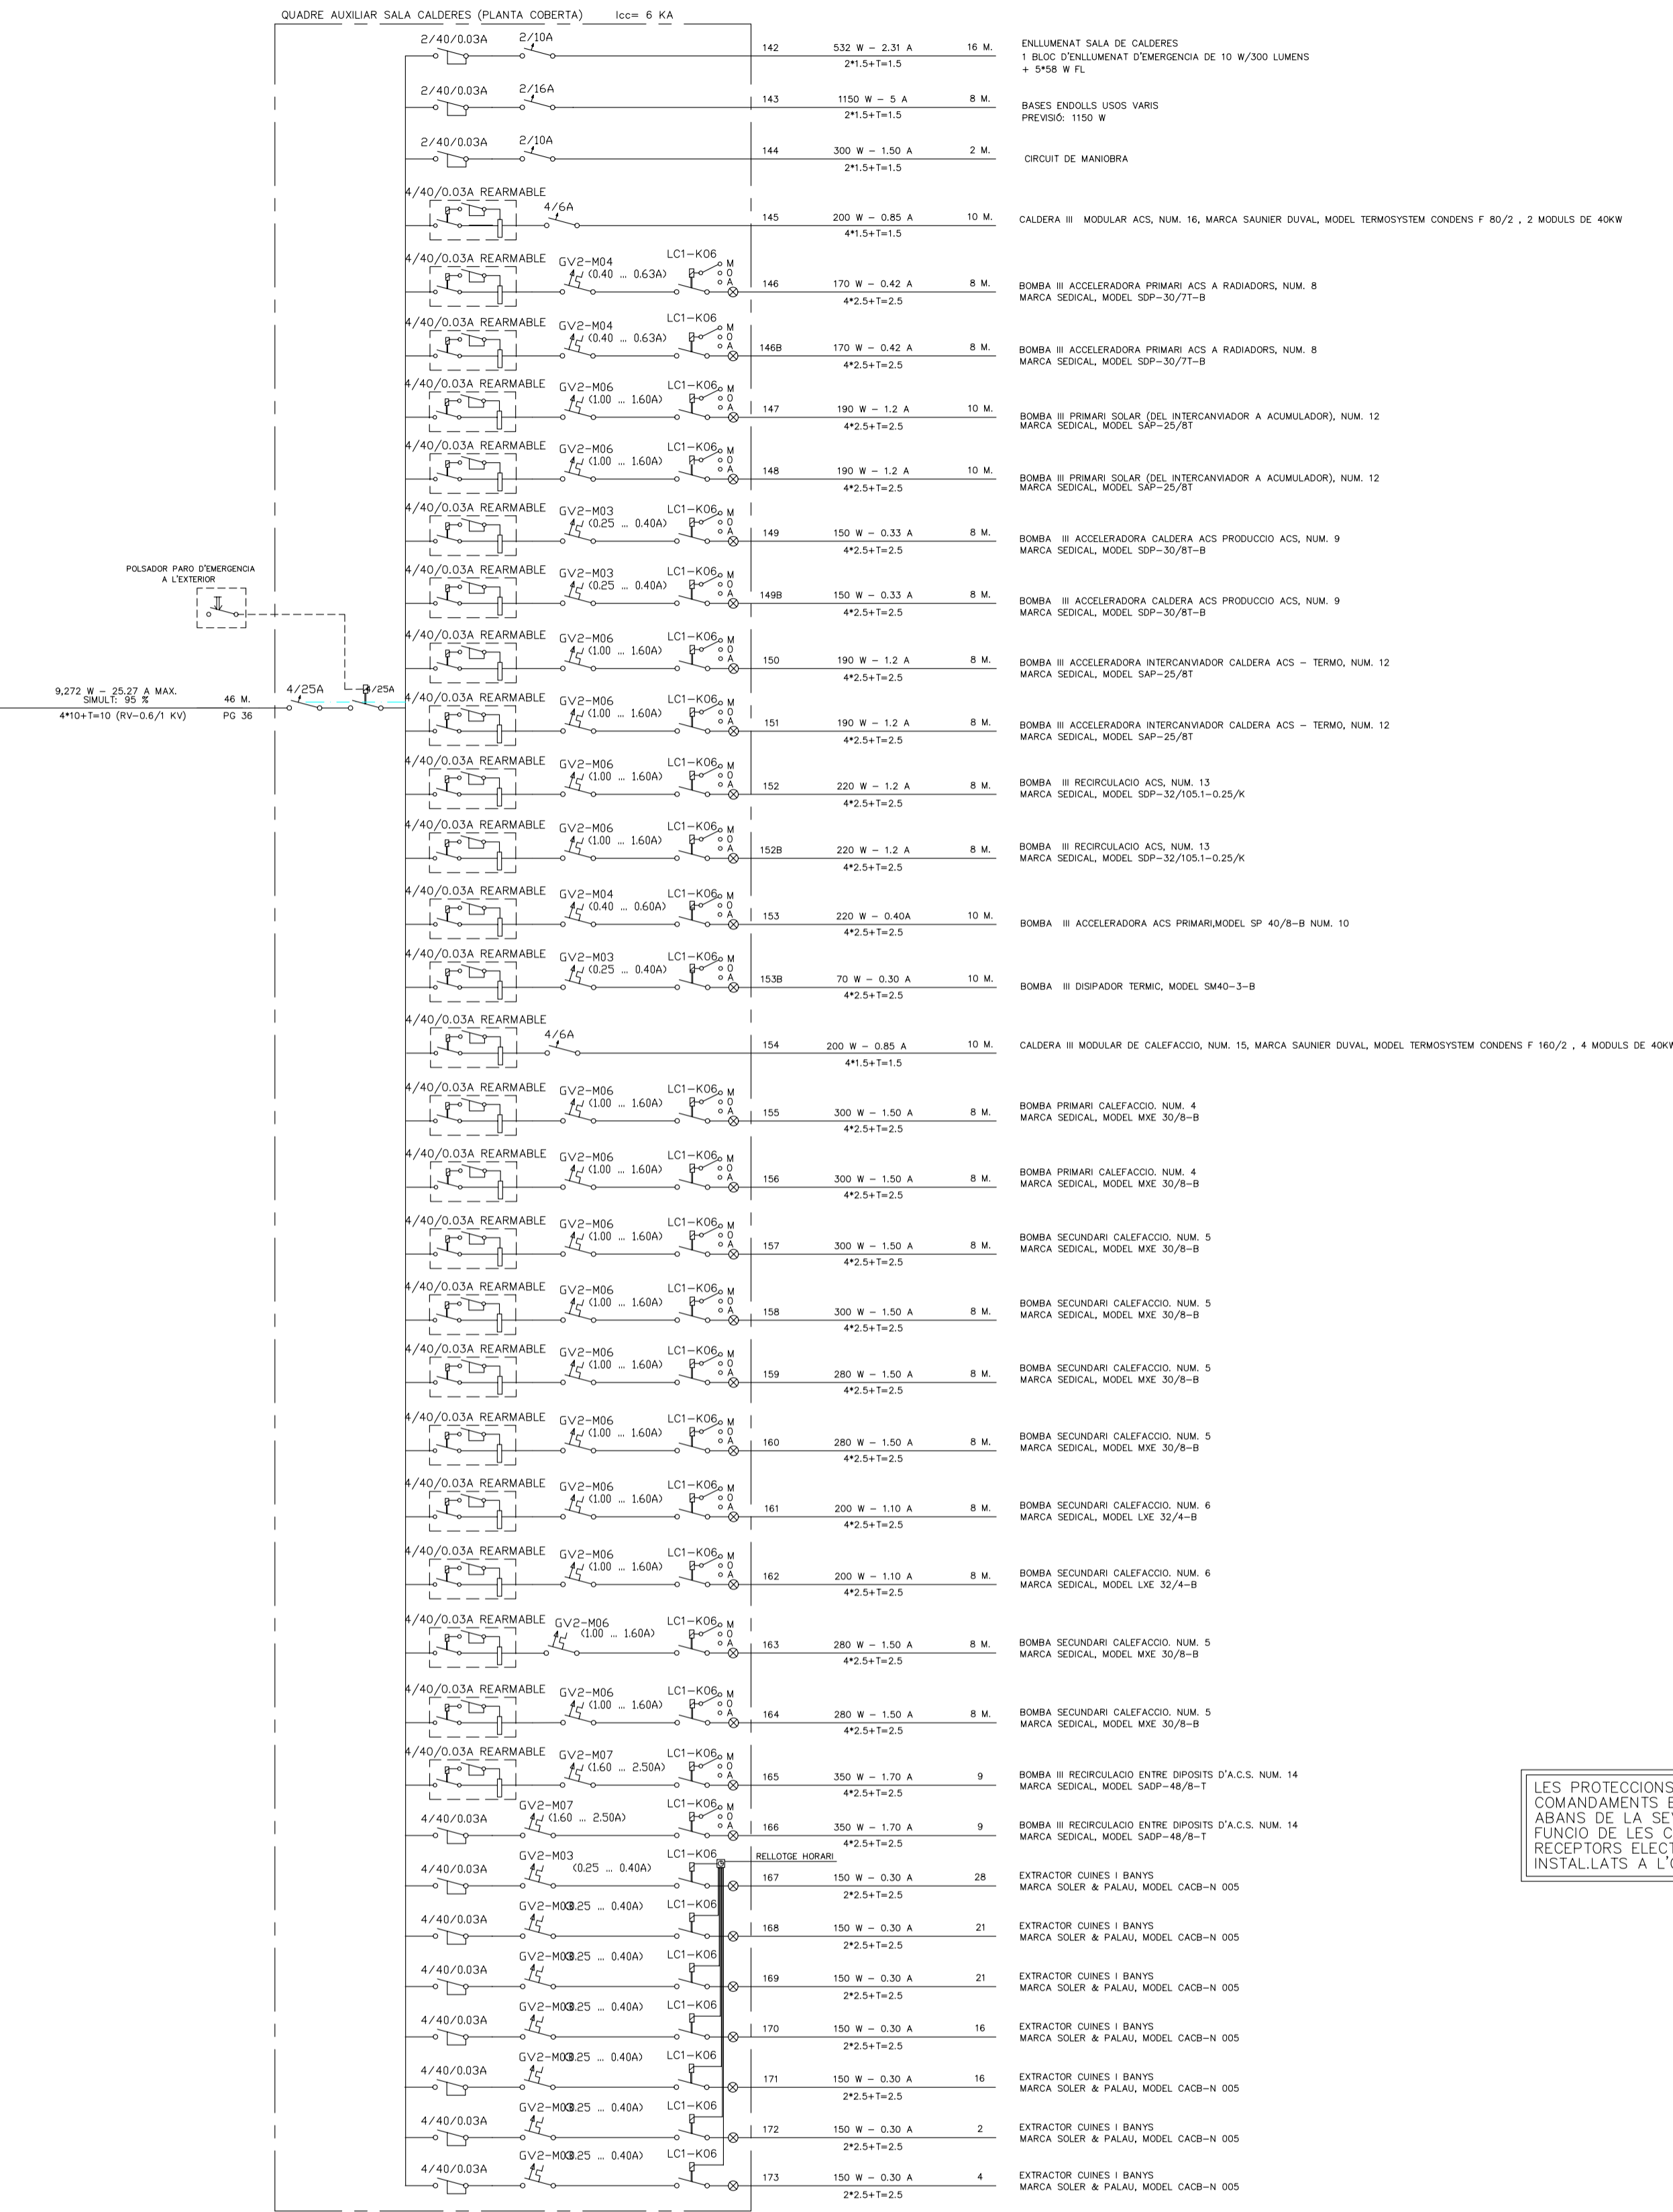 QUADRE AUXILIAR SALA CALDERES (PLANTA COBERTA) Icc= 6 KA
2/40/0.03A 2/10A 142 532 W – 2.31 A 16 M. ENLLUMENAT SALA DE CALDERES
1 BLOC D'ENLLUMENAT D'EMERGENCIA DE 10 W/300 LUMENS
2*1.5+T=1.5 + 5*58 W FL
2/40/0.03A 2/16A 143 1150 W – 5 A 8 M. BASES ENDOLLS USOS VARIS
2*1.5+T=1.5 PREVISIÓ: 1150 W
2/40/0.03A 2/10A 144 300 W – 1.50 A 2 M. CIRCUIT DE MANIOBRA
2*1.5+T=1.5
4/40/0.03A REARMABLE 4/6A 145 200 W – 0.85 A 10 M. CALDERA III MODULAR ACS, NUM. 16, MARCA SAUNIER DUVAL, MODEL TERMOSYSTEM CONDENS F 80/2 , 2 MODULS DE 40KW
4*1.5+T=1.5
4/40/0.03A REARMABLE GV2-M04 (0.40 ... 0.63A) LC1-K06 M O A 146 170 W – 0.42 A 8 M. BOMBA III ACCELERADORA PRIMARI ACS A RADIADORS, NUM. 8
4*2.5+T=2.5 MARCA SEDICAL, MODEL SDP-30/7T-B
4/40/0.03A REARMABLE GV2-M04 (0.40 ... 0.63A) LC1-K06 M O A 146B 170 W – 0.42 A 8 M. BOMBA III ACCELERADORA PRIMARI ACS A RADIADORS, NUM. 8
4*2.5+T=2.5 MARCA SEDICAL, MODEL SDP-30/7T-B
4/40/0.03A REARMABLE GV2-M06 (1.00 ... 1.60A) LC1-K06 M O A 147 190 W – 1.2 A 10 M. BOMBA III PRIMARI SOLAR (DEL INTERCANVIADOR A ACUMULADOR), NUM. 12
4*2.5+T=2.5 MARCA SEDICAL, MODEL SAP-25/8T
4/40/0.03A REARMABLE GV2-M06 (1.00 ... 1.60A) LC1-K06 M O A 148 190 W – 1.2 A 10 M. BOMBA III PRIMARI SOLAR (DEL INTERCANVIADOR A ACUMULADOR), NUM. 12
4*2.5+T=2.5 MARCA SEDICAL, MODEL SAP-25/8T
4/40/0.03A REARMABLE GV2-M03 (0.25 ... 0.40A) LC1-K06 M O A 149 150 W – 0.33 A 8 M. BOMBA III ACCELERADORA CALDERA ACS PRODUCCIO ACS, NUM. 9
4*2.5+T=2.5 MARCA SEDICAL, MODEL SDP-30/8T-B
POLSADOR PARO D'EMERGENCIA
A L'EXTERIOR
4/40/0.03A REARMABLE GV2-M03 (0.25 ... 0.40A) LC1-K06 M O A 149B 150 W – 0.33 A 8 M. BOMBA III ACCELERADORA CALDERA ACS PRODUCCIO ACS, NUM. 9
4*2.5+T=2.5 MARCA SEDICAL, MODEL SDP-30/8T-B
4/40/0.03A REARMABLE GV2-M06 (1.00 ... 1.60A) LC1-K06 M O A 150 190 W – 1.2 A 8 M. BOMBA III ACCELERADORA INTERCANVIADOR CALDERA ACS – TERMO, NUM. 12
4*2.5+T=2.5 MARCA SEDICAL, MODEL SAP-25/8T
9,272 W – 25.27 A MAX.
SIMULT: 95 % 46 M. 4/25A 4/25A
4*10+T=10 (RV-0.6/1 KV) PG 36
4/40/0.03A REARMABLE GV2-M06 (1.00 ... 1.60A) LC1-K06 M O A 151 190 W – 1.2 A 8 M. BOMBA III ACCELERADORA INTERCANVIADOR CALDERA ACS – TERMO, NUM. 12
4*2.5+T=2.5 MARCA SEDICAL, MODEL SAP-25/8T
4/40/0.03A REARMABLE GV2-M06 (1.00 ... 1.60A) LC1-K06 M O A 152 220 W – 1.2 A 8 M. BOMBA III RECIRCULACIO ACS, NUM. 13
4*2.5+T=2.5 MARCA SEDICAL, MODEL SDP-32/105.1-0.25/K
4/40/0.03A REARMABLE GV2-M06 (1.00 ... 1.60A) LC1-K06 M O A 152B 220 W – 1.2 A 8 M. BOMBA III RECIRCULACIO ACS, NUM. 13
4*2.5+T=2.5 MARCA SEDICAL, MODEL SDP-32/105.1-0.25/K
4/40/0.03A REARMABLE GV2-M04 (0.40 ... 0.60A) LC1-K06 M O A 153 220 W – 0.40A 10 M. BOMBA III ACCELERADORA ACS PRIMARI,MODEL SP 40/8-B NUM. 10
4*2.5+T=2.5
4/40/0.03A REARMABLE GV2-M03 (0.25 ... 0.40A) LC1-K06 M O A 153B 70 W – 0.30 A 10 M. BOMBA III DISIPADOR TERMIC, MODEL SM40-3-B
4*2.5+T=2.5
4/40/0.03A REARMABLE 4/6A 154 200 W – 0.85 A 10 M. CALDERA III MODULAR DE CALEFACCIO, NUM. 15, MARCA SAUNIER DUVAL, MODEL TERMOSYSTEM CONDENS F 160/2 , 4 MODULS DE 40KW
4*1.5+T=1.5
4/40/0.03A REARMABLE GV2-M06 (1.00 ... 1.60A) LC1-K06 M O A 155 300 W – 1.50 A 8 M. BOMBA PRIMARI CALEFACCIO. NUM. 4
4*2.5+T=2.5 MARCA SEDICAL, MODEL MXE 30/8-B
4/40/0.03A REARMABLE GV2-M06 (1.00 ... 1.60A) LC1-K06 M O A 156 300 W – 1.50 A 8 M. BOMBA PRIMARI CALEFACCIO. NUM. 4
4*2.5+T=2.5 MARCA SEDICAL, MODEL MXE 30/8-B
4/40/0.03A REARMABLE GV2-M06 (1.00 ... 1.60A) LC1-K06 M O A 157 300 W – 1.50 A 8 M. BOMBA SECUNDARI CALEFACCIO. NUM. 5
4*2.5+T=2.5 MARCA SEDICAL, MODEL MXE 30/8-B
4/40/0.03A REARMABLE GV2-M06 (1.00 ... 1.60A) LC1-K06 M O A 158 300 W – 1.50 A 8 M. BOMBA SECUNDARI CALEFACCIO. NUM. 5
4*2.5+T=2.5 MARCA SEDICAL, MODEL MXE 30/8-B
4/40/0.03A REARMABLE GV2-M06 (1.00 ... 1.60A) LC1-K06 M O A 159 280 W – 1.50 A 8 M. BOMBA SECUNDARI CALEFACCIO. NUM. 5
4*2.5+T=2.5 MARCA SEDICAL, MODEL MXE 30/8-B
4/40/0.03A REARMABLE GV2-M06 (1.00 ... 1.60A) LC1-K06 M O A 160 280 W – 1.50 A 8 M. BOMBA SECUNDARI CALEFACCIO. NUM. 5
4*2.5+T=2.5 MARCA SEDICAL, MODEL MXE 30/8-B
4/40/0.03A REARMABLE GV2-M06 (1.00 ... 1.60A) LC1-K06 M O A 161 200 W – 1.10 A 8 M. BOMBA SECUNDARI CALEFACCIO. NUM. 6
4*2.5+T=2.5 MARCA SEDICAL, MODEL LXE 32/4-B
4/40/0.03A REARMABLE GV2-M06 (1.00 ... 1.60A) LC1-K06 M O A 162 200 W – 1.10 A 8 M. BOMBA SECUNDARI CALEFACCIO. NUM. 6
4*2.5+T=2.5 MARCA SEDICAL, MODEL LXE 32/4-B
4/40/0.03A REARMABLE GV2-M06 (1.00 ... 1.60A) LC1-K06 M O A 163 280 W – 1.50 A 8 M. BOMBA SECUNDARI CALEFACCIO. NUM. 5
4*2.5+T=2.5 MARCA SEDICAL, MODEL MXE 30/8-B
4/40/0.03A REARMABLE GV2-M06 (1.00 ... 1.60A) LC1-K06 M O A 164 280 W – 1.50 A 8 M. BOMBA SECUNDARI CALEFACCIO. NUM. 5
4*2.5+T=2.5 MARCA SEDICAL, MODEL MXE 30/8-B
4/40/0.03A REARMABLE GV2-M07 (1.60 ... 2.50A) LC1-K06 M O A 165 350 W – 1.70 A 9 BOMBA III RECIRCULACIO ENTRE DIPOSITS D'A.C.S. NUM. 14
4*2.5+T=2.5 MARCA SEDICAL, MODEL SADP-48/8-T
4/40/0.03A GV2-M07 (1.60 ... 2.50A) LC1-K06 M O A 166 350 W – 1.70 A 9 BOMBA III RECIRCULACIO ENTRE DIPOSITS D'A.C.S. NUM. 14
4*2.5+T=2.5 MARCA SEDICAL, MODEL SADP-48/8-T
LES PROTECCIONS
COMANDAMENTS E
ABANS DE LA SEV
FUNCIO DE LES C
RECEPTORS ELECT
INSTAL.LATS A L'O
RELLOTGE HORARI
4/40/0.03A GV2-M03 (0.25 ... 0.40A) LC1-K06 167 150 W – 0.30 A 28 EXTRACTOR CUINES I BANYS
2*2.5+T=2.5 MARCA SOLER & PALAU, MODEL CACB-N 005
4/40/0.03A GV2-M03 (0.25 ... 0.40A) LC1-K06 168 150 W – 0.30 A 21 EXTRACTOR CUINES I BANYS
2*2.5+T=2.5 MARCA SOLER & PALAU, MODEL CACB-N 005
4/40/0.03A GV2-M03 (0.25 ... 0.40A) LC1-K06 169 150 W – 0.30 A 21 EXTRACTOR CUINES I BANYS
2*2.5+T=2.5 MARCA SOLER & PALAU, MODEL CACB-N 005
4/40/0.03A GV2-M03 (0.25 ... 0.40A) LC1-K06 170 150 W – 0.30 A 16 EXTRACTOR CUINES I BANYS
2*2.5+T=2.5 MARCA SOLER & PALAU, MODEL CACB-N 005
4/40/0.03A GV2-M03 (0.25 ... 0.40A) LC1-K06 171 150 W – 0.30 A 16 EXTRACTOR CUINES I BANYS
2*2.5+T=2.5 MARCA SOLER & PALAU, MODEL CACB-N 005
4/40/0.03A GV2-M03 (0.25 ... 0.40A) LC1-K06 172 150 W – 0.30 A 2 EXTRACTOR CUINES I BANYS
2*2.5+T=2.5 MARCA SOLER & PALAU, MODEL CACB-N 005
4/40/0.03A GV2-M03 (0.25 ... 0.40A) LC1-K06 173 150 W – 0.30 A 4 EXTRACTOR CUINES I BANYS
2*2.5+T=2.5 MARCA SOLER & PALAU, MODEL CACB-N 005